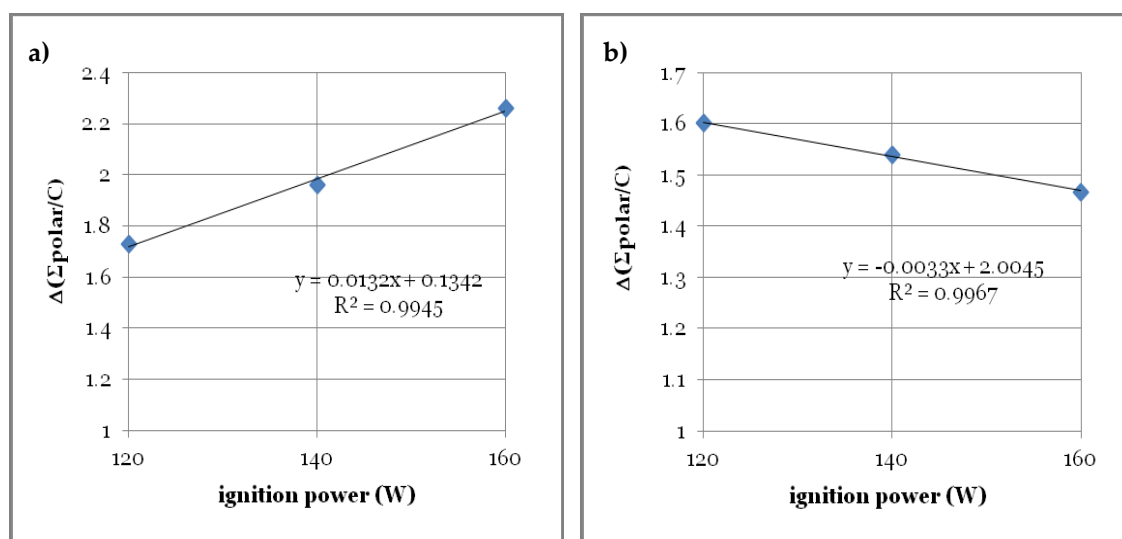 a)
Δ(Σpolar/C)
2.4
2.2
2
1.8
1.6
1.4
1.2
1
y = 0.0132x + 0.1342
R² = 0.9945
120 140 160
ignition power (W)
b)
Δ(Σpolar/C)
1.7
1.6
1.5
1.4
1.3
1.2
1.1
1
y = -0.0033x + 2.0045
R² = 0.9967
120 140 160
ignition power (W)